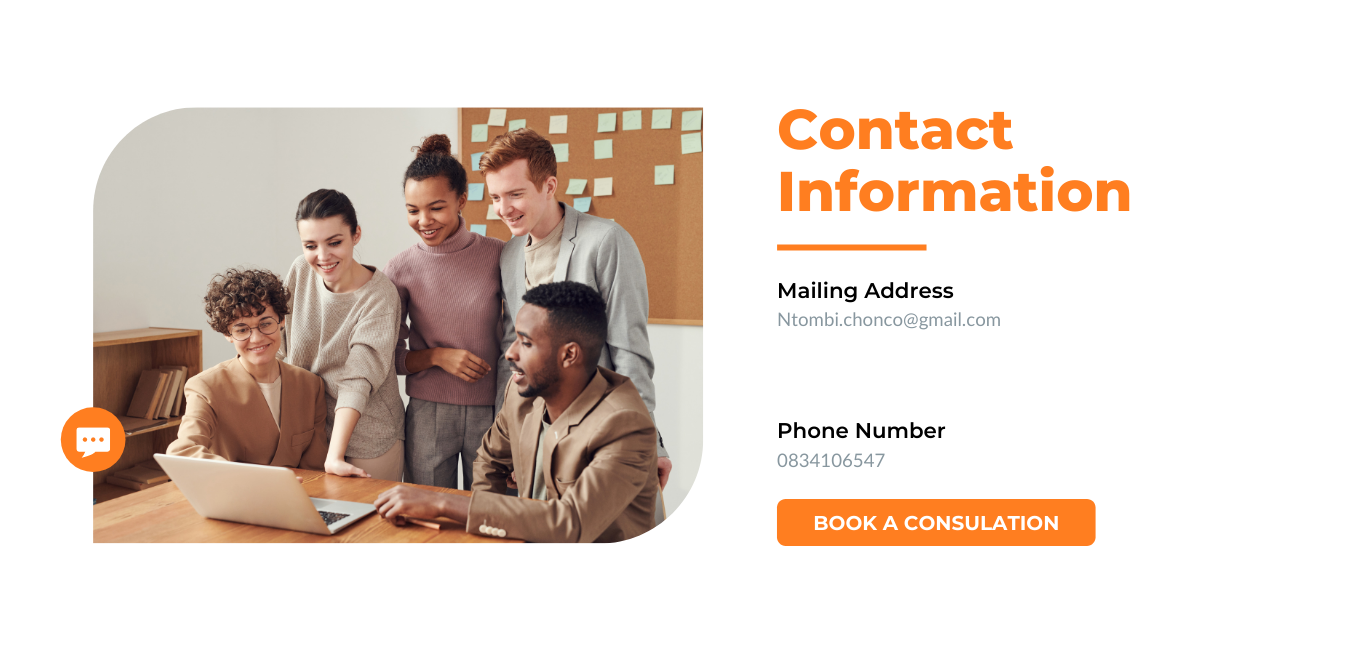 Contact
Information
Mailing Address
Ntombi.chonco@gmail.com
Phone Number
0834106547
BOOK A CONSULATION